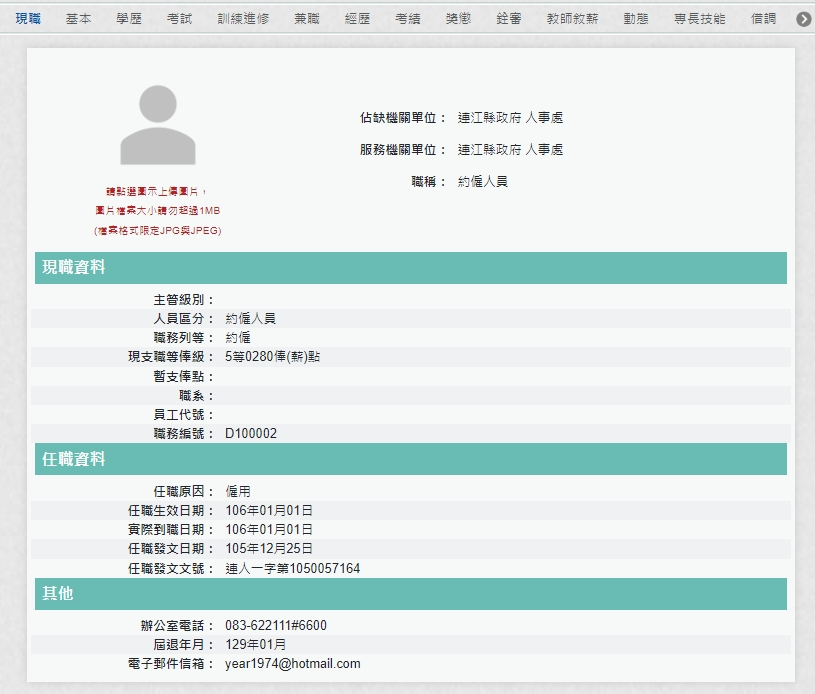 現職 基本 學歷 考試 訓練進修 兼職 經歷 考績 獎懲 銓審 教師敘薪 動態 專長技能 借調
佔缺機關單位： 連江縣政府 人事處
服務機關單位： 連江縣政府 人事處
職稱： 約僱人員
請點選圖示上傳圖片，
圖片檔案大小請勿超過1MB
(檔案格式限定JPG與JPEG)
現職資料
主管級別：
人員區分： 約僱人員
職務列等： 約僱
現支職等俸級： 5等0280俸(薪)點
暫支俸點：
職系：
員工代號：
職務編號： D100002
任職資料
任職原因： 僱用
任職生效日期： 106年01月01日
實際到職日期： 106年01月01日
任職發文日期： 105年12月25日
任職發文文號： 連人一字第1050057164
其他
辦公室電話： 083-622111#6600
屆退年月： 129年01月
電子郵件信箱： year1974@hotmail.com